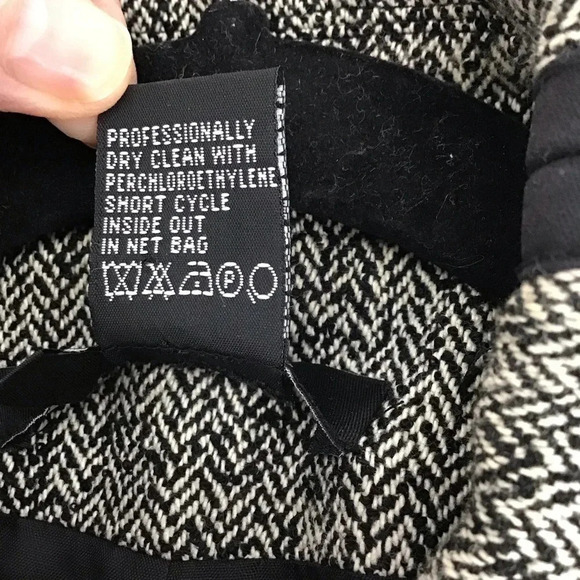 PROFESSIONALLY
DRY CLEAN WITH
PERCHLOROETHYLENE
SHORT CYCLE
INSIDE OUT
IN NET BAG
P